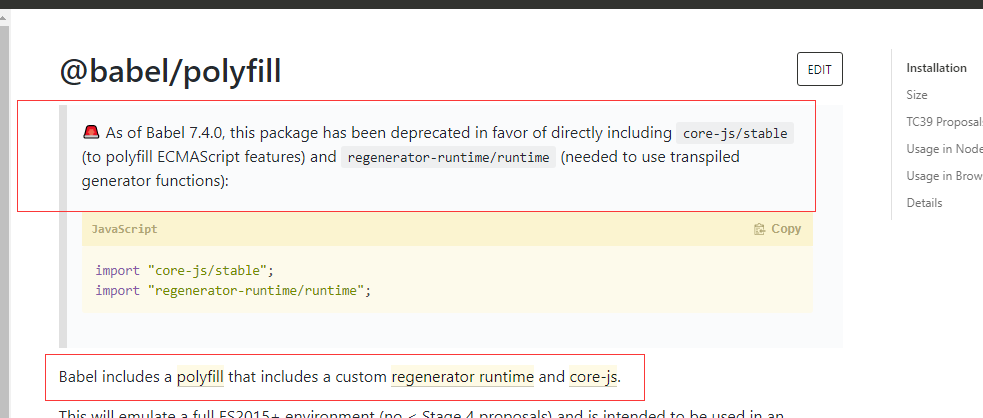 @babel/polyfill
EDIT
🚨 As of Babel 7.4.0, this package has been deprecated in favor of directly including core-js/stable
(to polyfill ECMAScript features) and regenerator-runtime/runtime (needed to use transpiled
generator functions):
JavaScript
Copy
import "core-js/stable";
import "regenerator-runtime/runtime";
Babel includes a polyfill that includes a custom regenerator runtime and core-js.
This will emulate a full ES2015+ environment (no < Stage 4 proposals) and is intended to be used in an
Installation
Size
TC39 Proposals
Usage in Node
Usage in Brow
Details